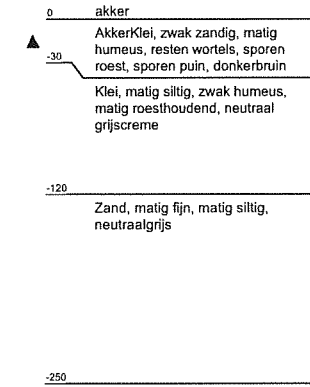 0 akker
AkkerKlei, zwak zandig, matig
humeus, resten wortels, sporen
-30
roest, sporen puin, donkerbruin
Klei, matig siltig, zwak humeus,
matig roesthoudend, neutraal
grijscreme
-120
Zand, matig fijn, matig siltig,
neutraalgrijs
-250